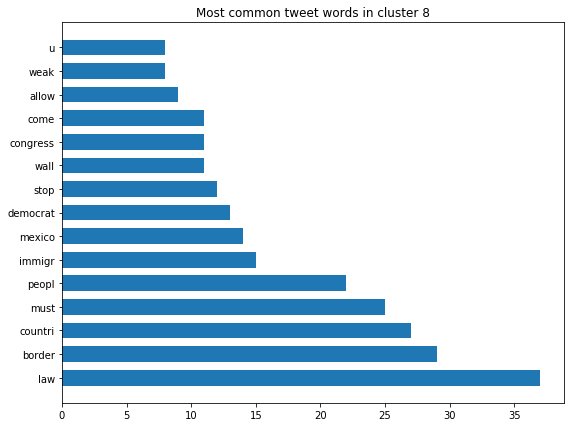 Most common tweet words in cluster 8
u
weak
allow
come
congress
wall
stop
democrat
mexico
immigr
peopl
must
countri
border
law
0 5 10 15 20 25 30 35